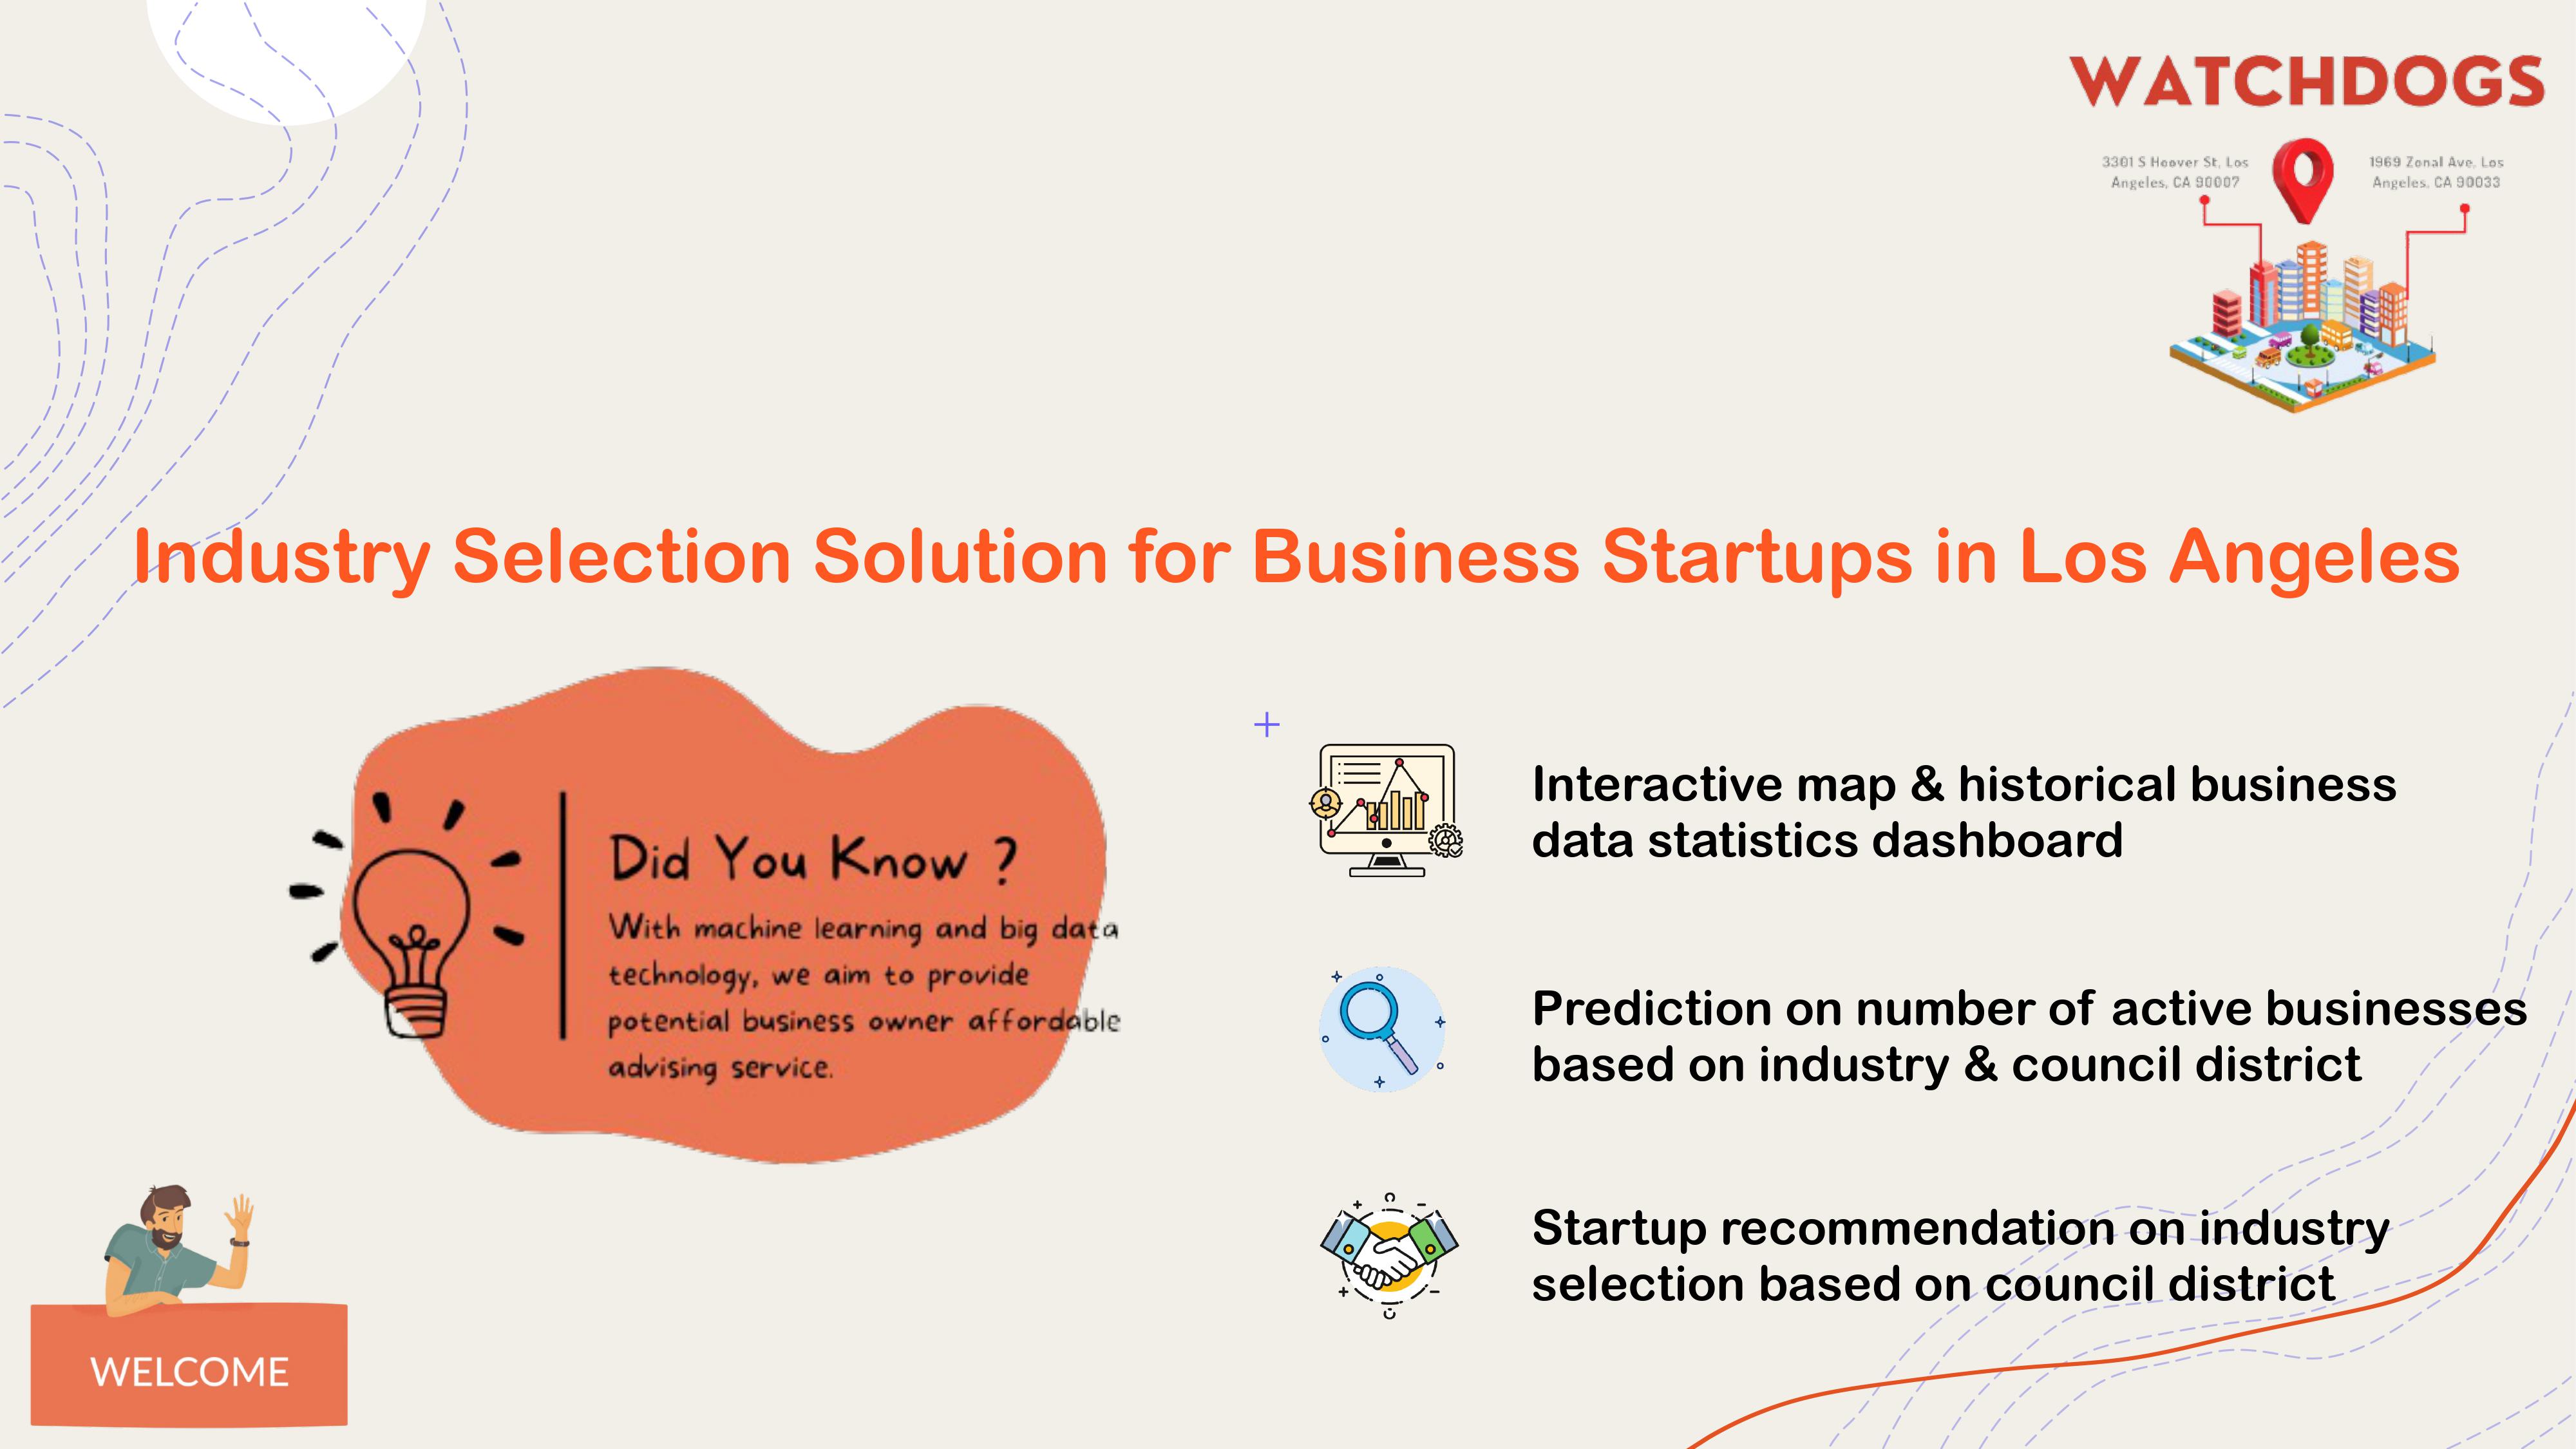 WATCHDOGS
3301 S Hoover St, Los
Angeles, CA 90007
1969 Zonal Ave, Los
Angeles, CA 90033
Industry Selection Solution for Business Startups in Los Angeles
Did You Know ?
With machine learning and big data
technology, we aim to provide
potential business owner affordable
advising service.
Interactive map & historical business
data statistics dashboard
Prediction on number of active businesses
based on industry & council district
Startup recommendation on industry
selection based on council district
WELCOME